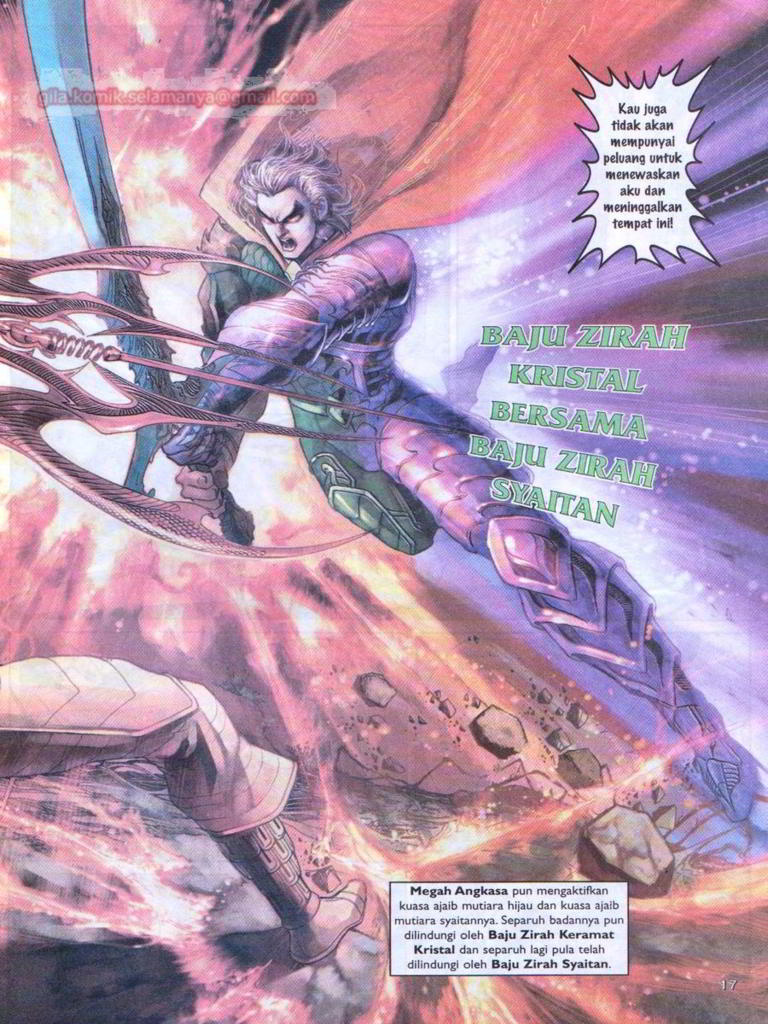 gila.komik.selamanya@gmail.com
Kau juga
tidak akan
mempunyai
peluang untuk
menewaskan
aku dan
meninggalkan
tempat ini!
BAJU ZIRAH
KRISTAL
BERSAMA
BAJU ZIRAH
SYAITAN
Megah Angkasa pun mengaktifkan
kuasa ajaib mutiara hijau dan kuasa ajaib
mutiara syaitannya. Separuh badannya pun
dilindungi oleh Baju Zirah Keramat
Kristal dan separuh lagi pula telah
dilindungi oleh Baju Zirah Syaitan.
17